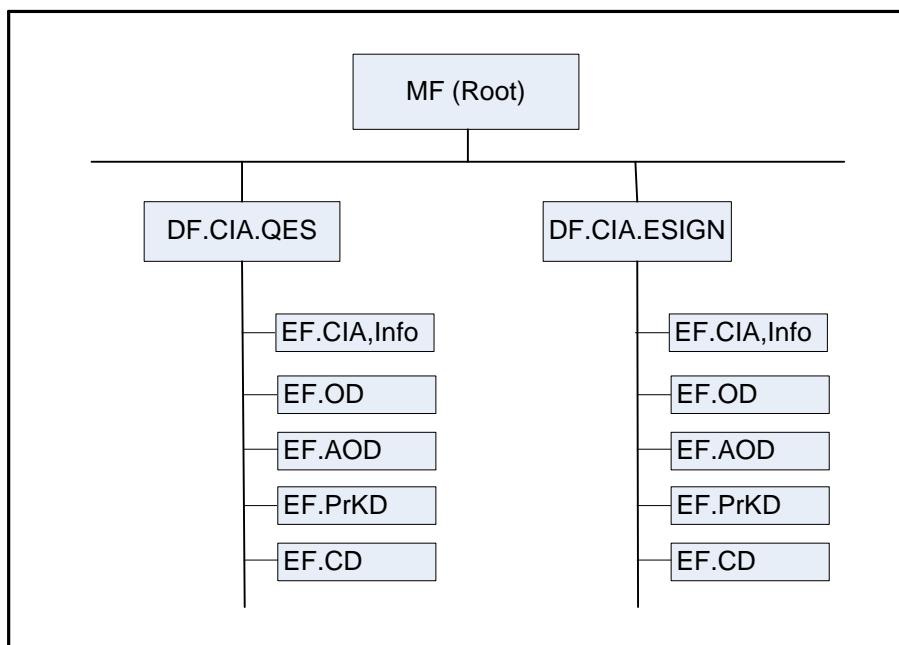 MF (Root)
DF.CIA.QES
DF.CIA.ESIGN
EF.CIA,Info
EF.OD
EF.AOD
EF.PrKD
EF.CD
EF.CIA,Info
EF.OD
EF.AOD
EF.PrKD
EF.CD